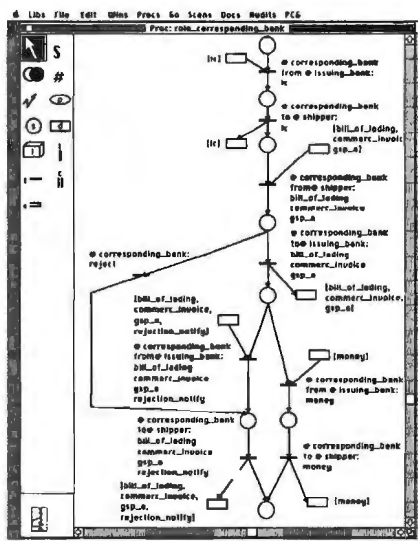 Libs File Edit Wins Procs Go Scens Docs Audits PCG
Proc: role_corresponding_bank
S
#
[lc]
@ corresponding_bank
from @ issuing_bank:
lc
@ corresponding_bank
to @ shipper:
lc
[lc]
[bill_of_lading,
commerc_invoice,
gsp_a]
@ corresponding_bank
from@ shipper:
bill_of_lading
commerc_invoice
gsp_a
@ corresponding_bank
to@ issuing_bank:
bill_of_lading
commerc_invoice
gsp_a
@ corresponding_bank:
reject
[bill_of_lading,
commerc_invoice,
gsp_a]
[bill_of_lading,
commerc_invoice,
gsp_a,
rejection_notify]
@ corresponding_bank
from@ issuing_bank:
bill_of_lading
commerc_invoice
gsp_a
rejection_notify
[money]
@ corresponding_bank
from @ issuing_bank:
money
@ corresponding_bank
to@ shipper:
bill_of_lading
commerc_invoice
gsp_a
rejection_notify
@ corresponding_bank
to @ shipper:
money
[bill_of_lading,
commerc_invoice,
gsp_a,
rejection_notify]
[money]